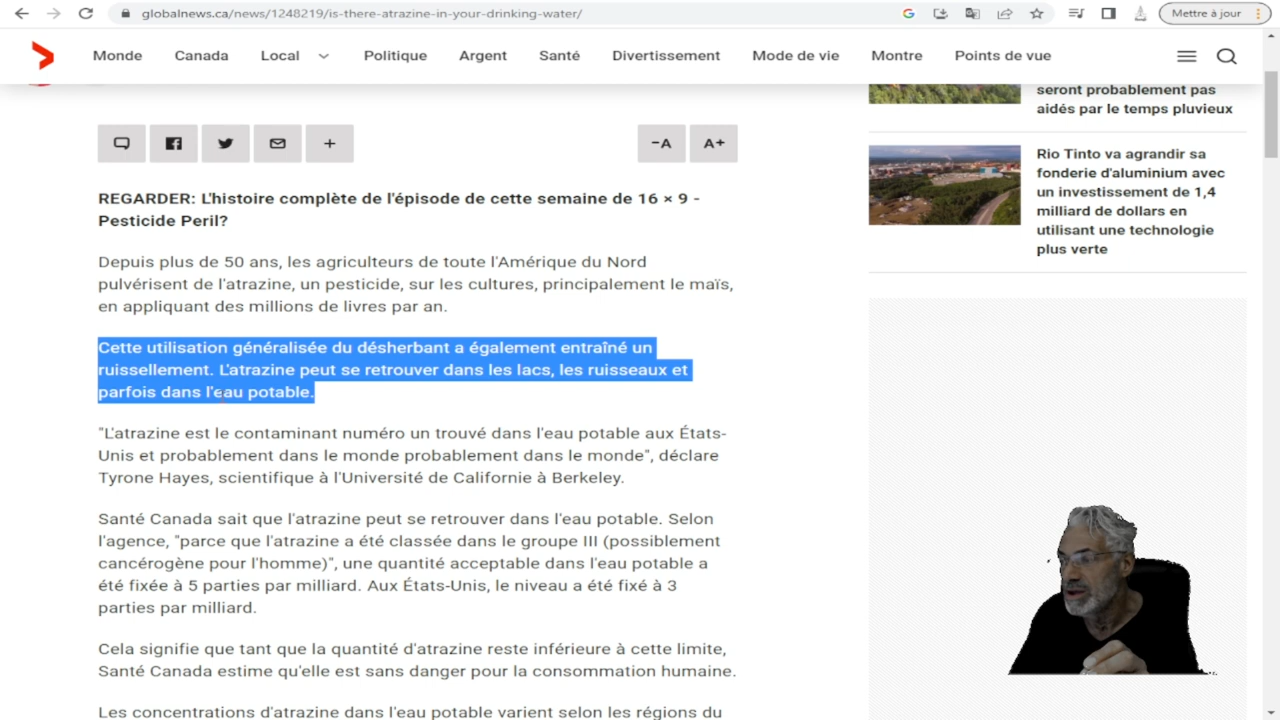 globalnews.ca/news/1248219/is-there-atrazine-in-your-drinking-water/
Mettre à jour
Monde Canada Local Politique Argent Santé Divertissement Mode de vie Montre Points de vue
-A A+
REGARDER: L'histoire complète de l'épisode de cette semaine de 16 × 9 -
Pesticide Peril?
Depuis plus de 50 ans, les agriculteurs de toute l'Amérique du Nord
pulvérisent de l'atrazine, un pesticide, sur les cultures, principalement le maïs,
en appliquant des millions de livres par an.
Cette utilisation généralisée du désherbant a également entraîné un
ruissellement. L'atrazine peut se retrouver dans les lacs, les ruisseaux et
parfois dans l'eau potable.
"L'atrazine est le contaminant numéro un trouvé dans l'eau potable aux États-
Unis et probablement dans le monde probablement dans le monde", déclare
Tyrone Hayes, scientifique à l'Université de Californie à Berkeley.
Santé Canada sait que l'atrazine peut se retrouver dans l'eau potable. Selon
l'agence, "parce que l'atrazine a été classée dans le groupe III (possiblement
cancérogène pour l'homme)", une quantité acceptable dans l'eau potable a
été fixée à 5 parties par milliard. Aux États-Unis, le niveau a été fixé à 3
parties par milliard.
Cela signifie que tant que la quantité d'atrazine reste inférieure à cette limite,
Santé Canada estime qu'elle est sans danger pour la consommation humaine.
Les concentrations d'atrazine dans l'eau potable varient selon les régions du
seront probablement pas
aidés par le temps pluvieux
Rio Tinto va agrandir sa
fonderie d'aluminium avec
un investissement de 1,4
milliard de dollars en
utilisant une technologie
plus verte